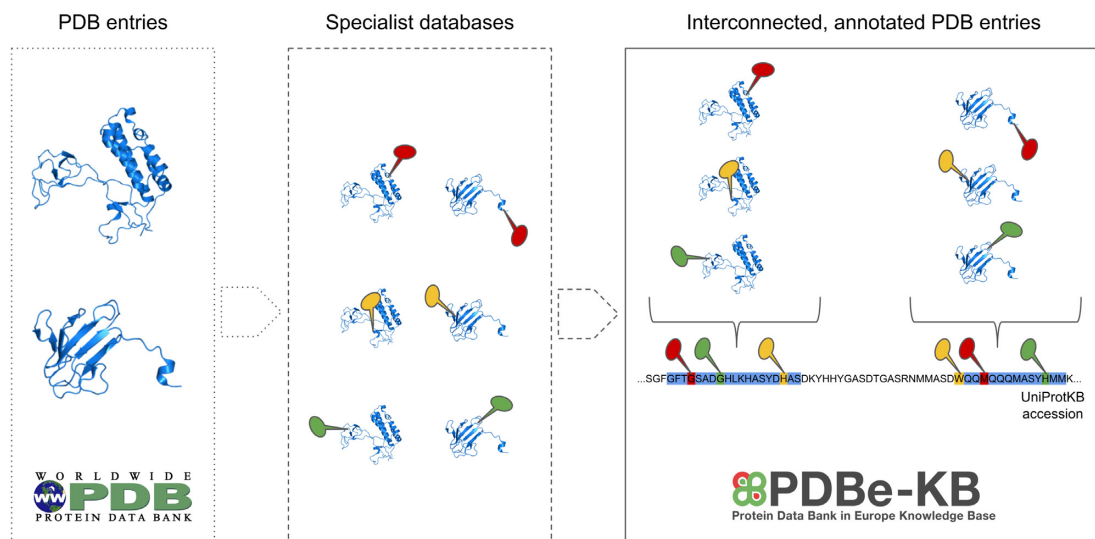 PDB entries
Specialist databases
Interconnected, annotated PDB entries
...SGFGFTGSADGHLKHASYDHASDKYHHYGASDTGASRNMMASDWQQMQQQMASYHMMK...
UniProtKB
accession
WORLDWIDE
WW PDB
PROTEIN DATA BANK
PDBe-KB
Protein Data Bank in Europe Knowledge Base